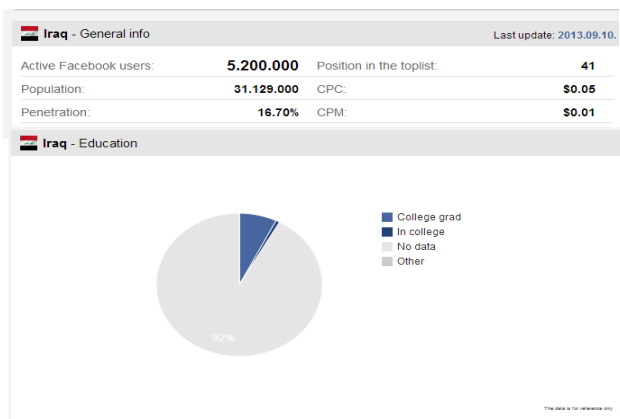 Iraq - General info Last update: 2013.09.10.
Active Facebook users: 5.200.000 Position in the toplist: 41
Population: 31.129.000 CPC: $0.05
Penetration: 16.70% CPM: $0.01
Iraq - Education
College grad
In college
No data
Other
92%
The data is for reference only